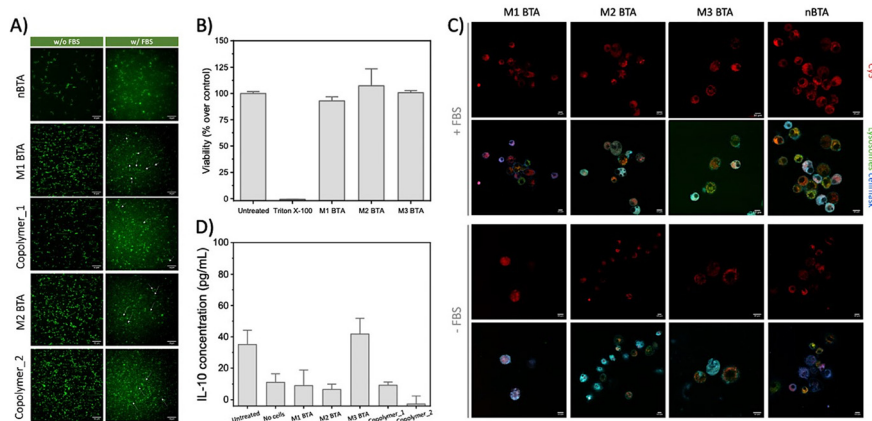 A)
w/o FBS
w/ FBS
nBTA
M1 BTA
Copolymer_1
M2 BTA
Copolymer_2
B)
Viability (% over control)
150
125
100
75
50
25
0
Untreated
Triton X-100
M1 BTA
M2 BTA
M3 BTA
D)
IL-10 concentration (pg/mL)
100
80
60
40
20
0
Untreated
No cells
M1 BTA
M2 BTA
M3 BTA
Copolymer_1
Copolymer_2
C)
M1 BTA
M2 BTA
M3 BTA
nBTA
+ FBS
- FBS
Cy5
Lysosomes Cellmask